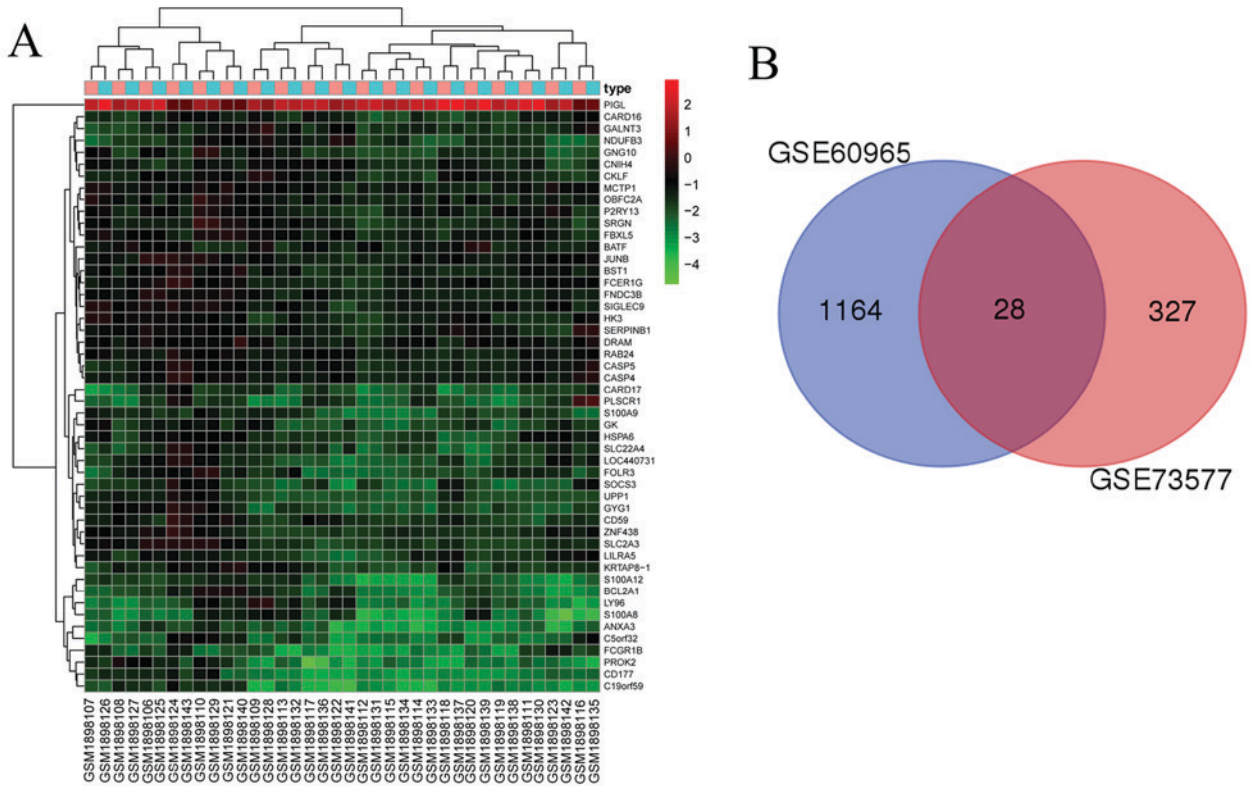 A
type
PIGL
CARD16
GALNT3
NDUFB3
GNG10
CNIH4
CKLF
MCTP1
OBFC2A
P2RY13
SRGN
FBXL5
BATF
JUNB
BST1
FCER1G
FNDC3B
SIGLEC9
HK3
SERPINB1
DRAM
RAB24
CASP5
CASP4
CARD17
PLSCR1
S100A9
GK
HSPA6
SLC22A4
LOC440731
FOLR3
SOCS3
UPP1
GYG1
CD59
ZNF438
SLC2A3
LILRA5
KRTAP8-1
S100A12
BCL2A1
LY96
S100A8
ANXA3
C5orf32
FCGR1B
PROK2
CD177
C19orf59
2
1
0
−1
−2
−3
−4
GSM1898107
GSM1898126
GSM1898108
GSM1898127
GSM1898106
GSM1898125
GSM1898124
GSM1898143
GSM1898110
GSM1898129
GSM1898121
GSM1898140
GSM1898109
GSM1898128
GSM1898113
GSM1898132
GSM1898117
GSM1898136
GSM1898122
GSM1898141
GSM1898112
GSM1898131
GSM1898115
GSM1898134
GSM1898114
GSM1898133
GSM1898118
GSM1898137
GSM1898120
GSM1898139
GSM1898119
GSM1898138
GSM1898111
GSM1898130
GSM1898123
GSM1898142
GSM1898116
GSM1898135
B
GSE60965
1164
28
327
GSE73577